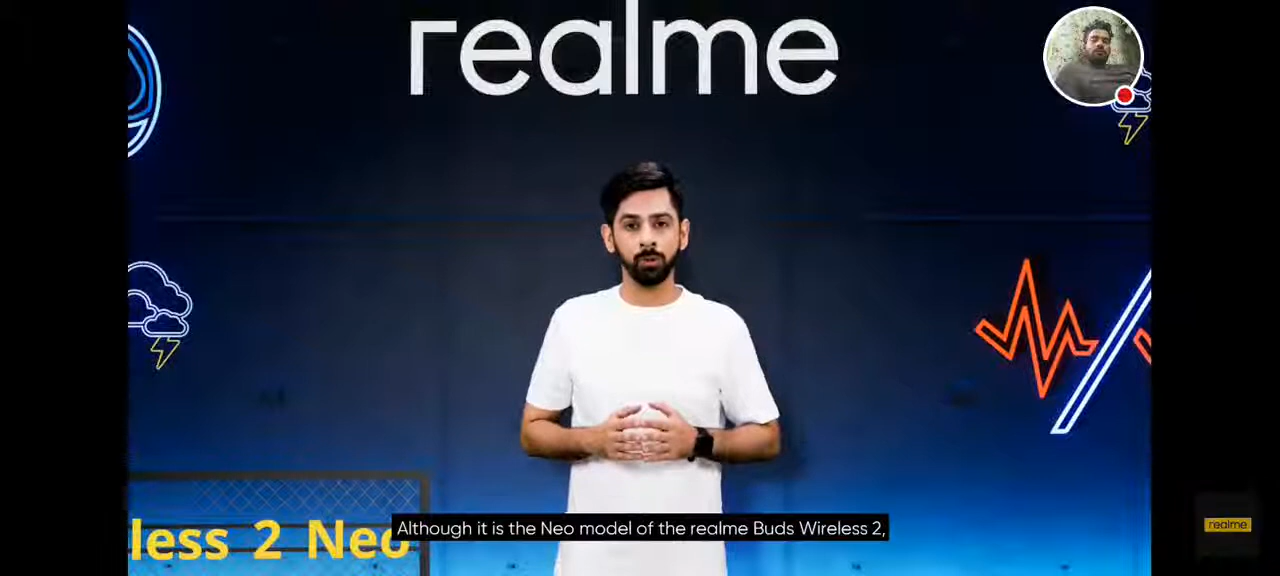 realme
less 2 Neo
Although it is the Neo model of the realme Buds Wireless 2,
realme